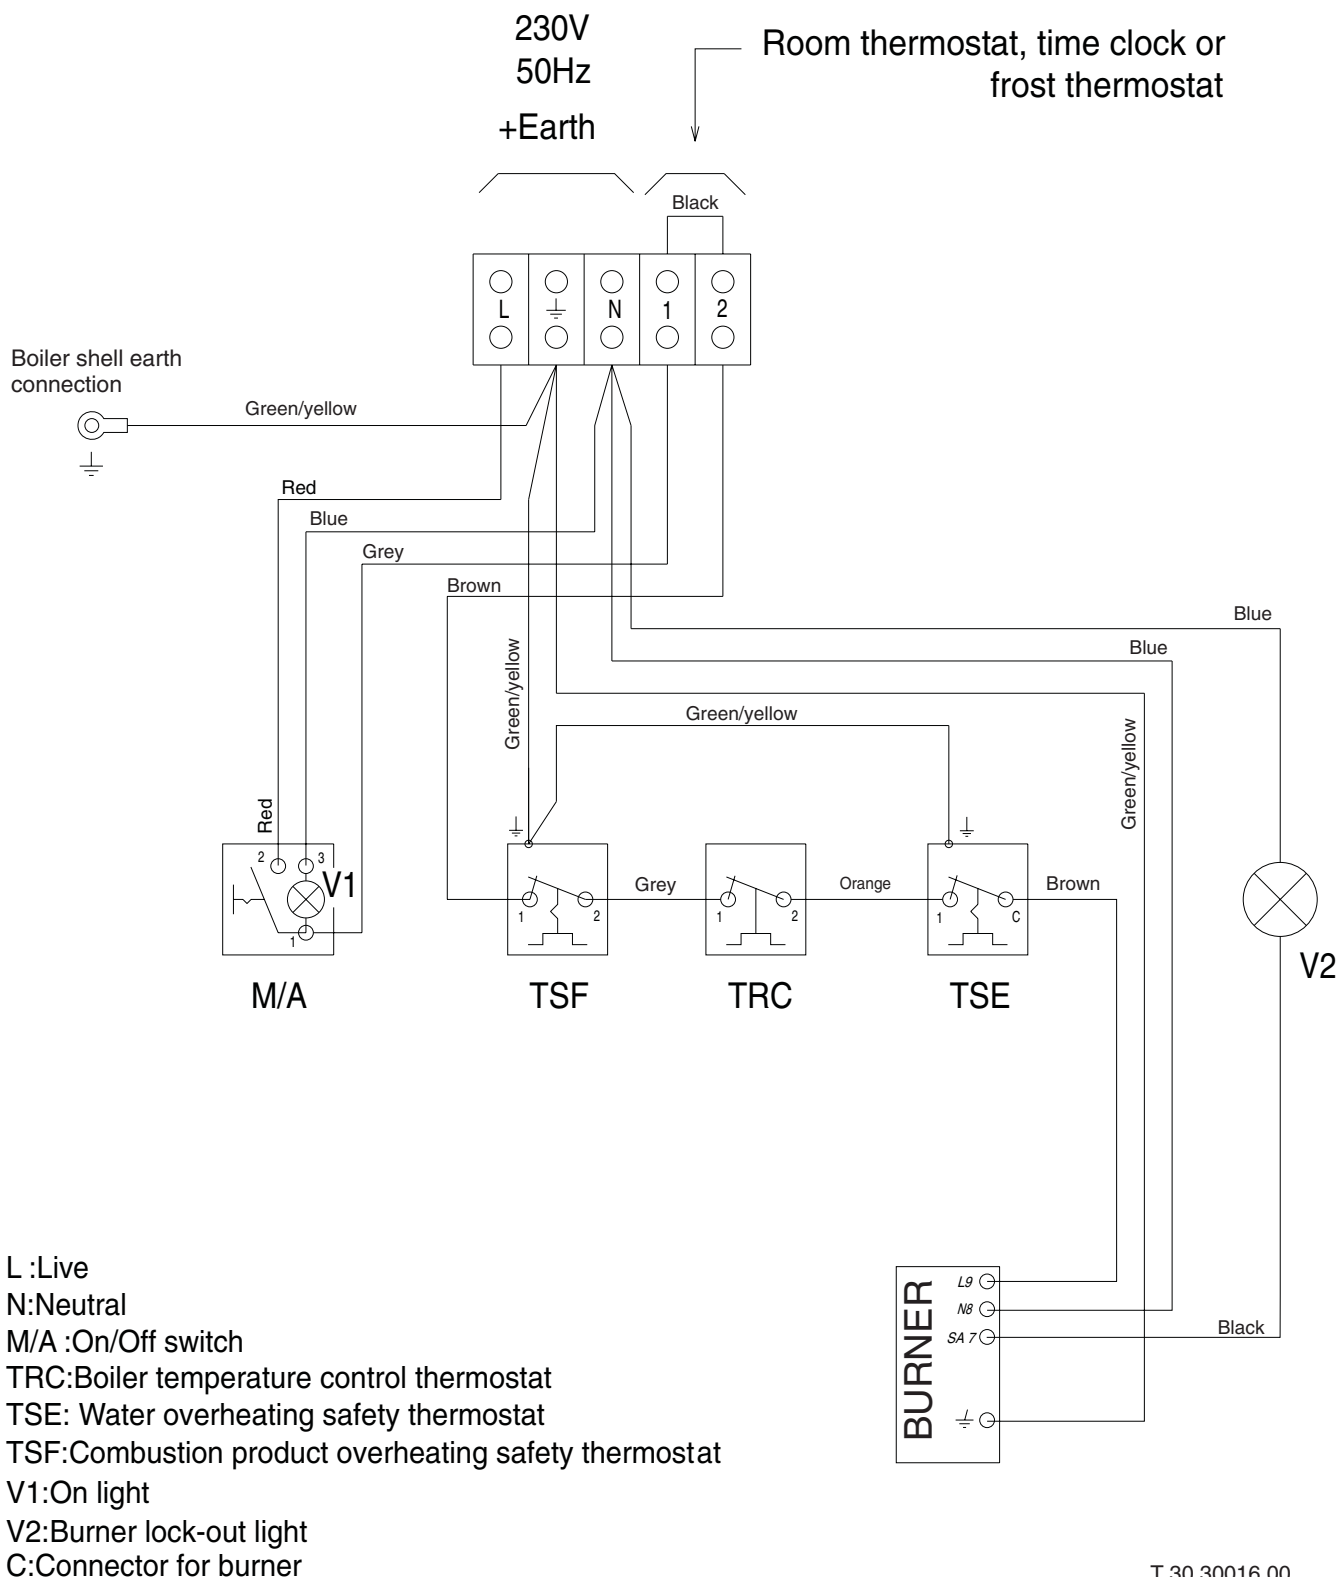 230V
50Hz
+Earth
Room thermostat, time clock or
frost thermostat
Black
L N 1 2
Boiler shell earth
connection
Green/yellow
Red
Blue
Grey
Brown
Blue
Blue
Green/yellow
Green/yellow
Green/yellow
Red
2 3
V1
1
1 2
Grey
1 2
Orange
1 C
Brown
V2
M/A
TSF
TRC
TSE
BURNER
L9
N8
SA 7
Black
L :Live
N:Neutral
M/A :On/Off switch
TRC:Boiler temperature control thermostat
TSE: Water overheating safety thermostat
TSF:Combustion product overheating safety thermostat
V1:On light
V2:Burner lock-out light
C:Connector for burner
T 30.30016.00